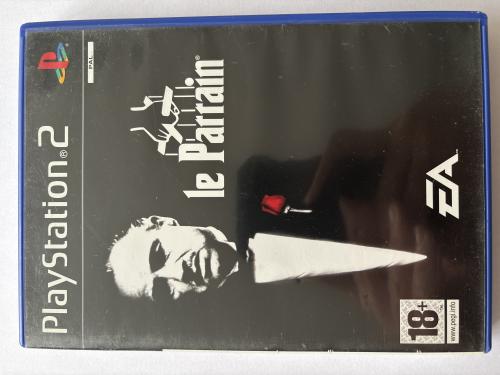 PlayStation®2
PAL
le Parrain®
EA
18+
www.pegi.info